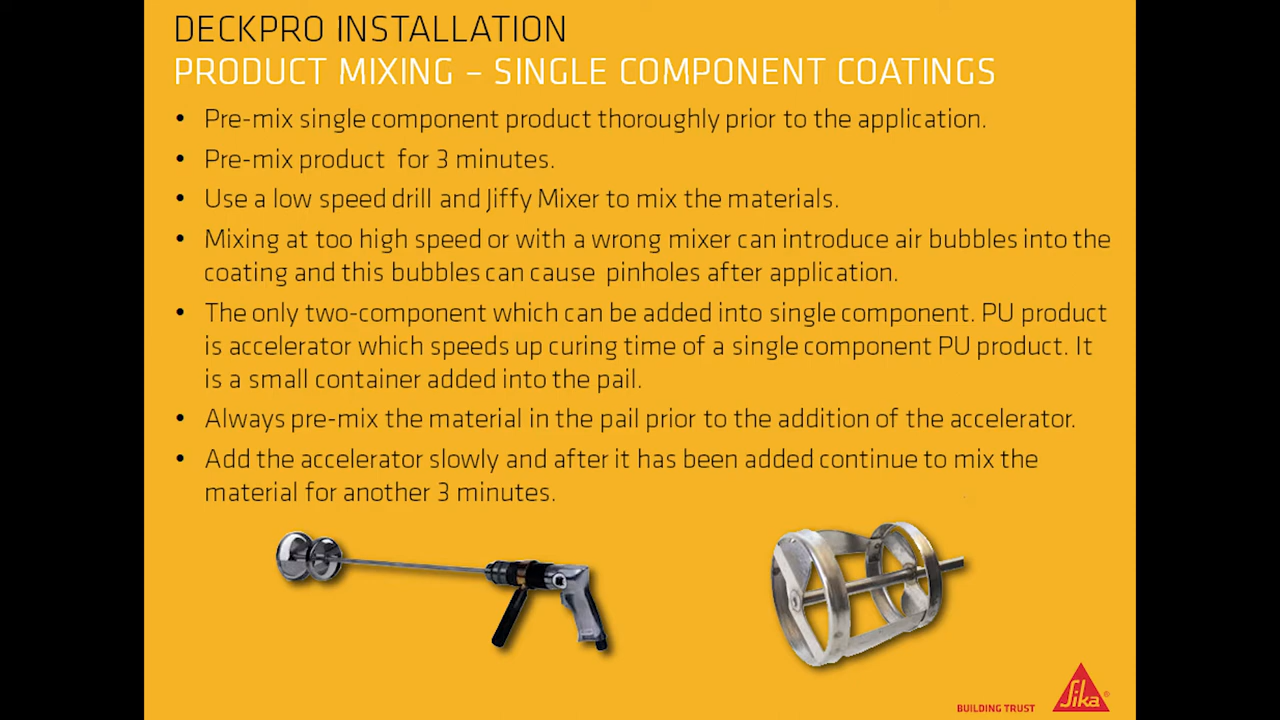 DECKPRO INSTALLATION
PRODUCT MIXING – SINGLE COMPONENT COATINGS
• Pre-mix single component product thoroughly prior to the application.
• Pre-mix product for 3 minutes.
• Use a low speed drill and Jiffy Mixer to mix the materials.
• Mixing at too high speed or with a wrong mixer can introduce air bubbles into the
coating and this bubbles can cause pinholes after application.
• The only two-component which can be added into single component. PU product
is accelerator which speeds up curing time of a single component PU product. It
is a small container added into the pail.
• Always pre-mix the material in the pail prior to the addition of the accelerator.
• Add the accelerator slowly and after it has been added continue to mix the
material for another 3 minutes.
BUILDING TRUST
Sika®